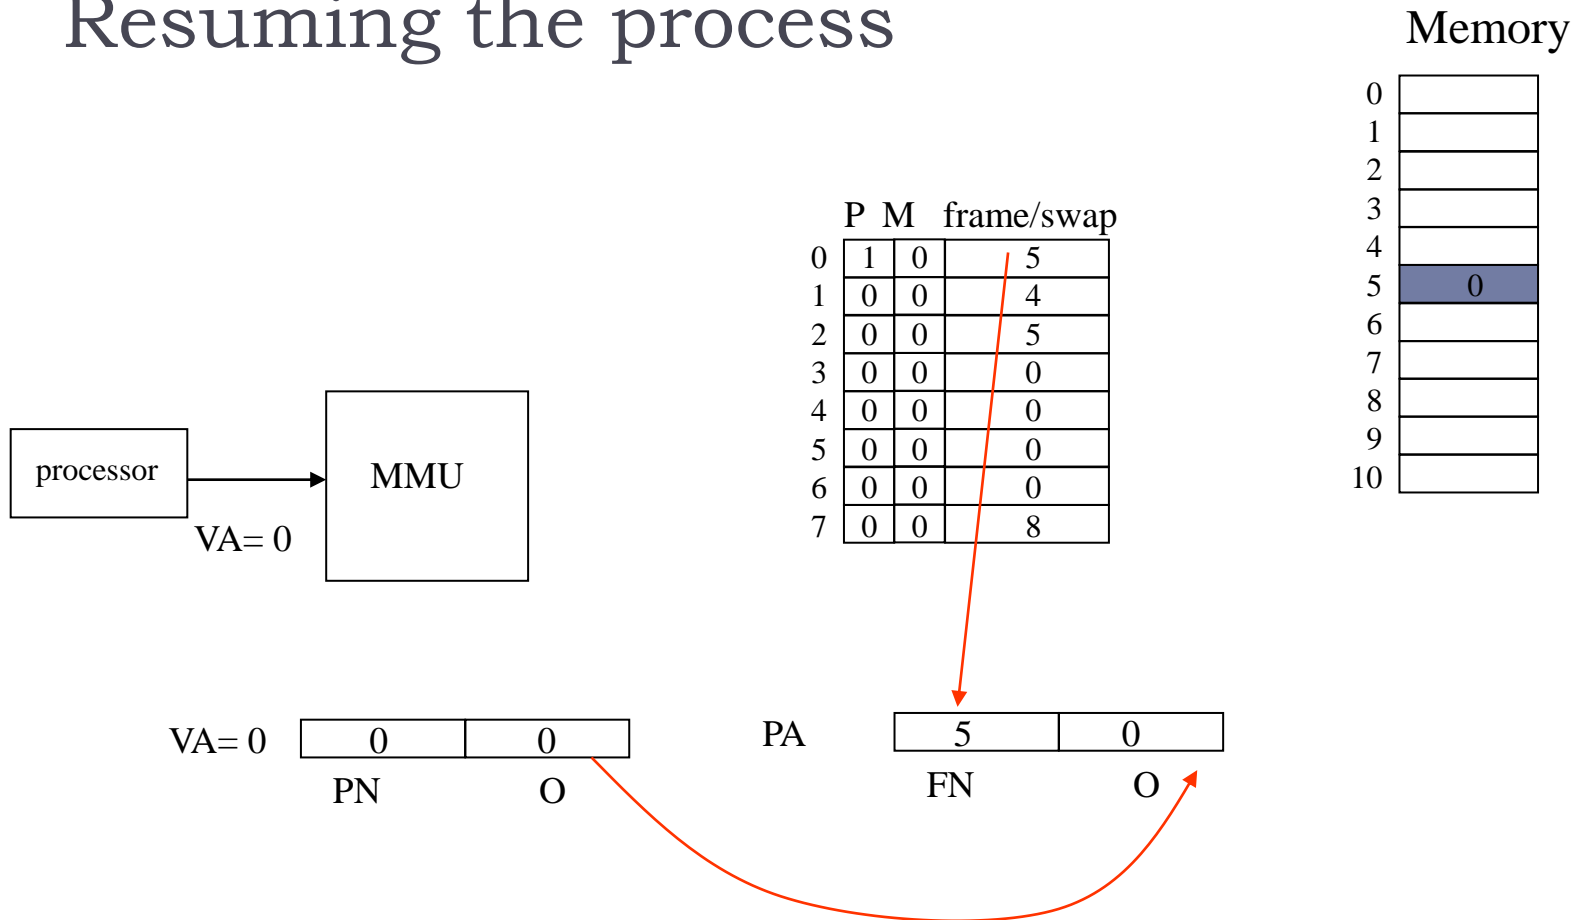 Resuming the process
Memory
0
1
2
3
4
5 0
6
7
8
9
10
P M frame/swap
0 1 0 5
1 0 0 4
2 0 0 5
3 0 0 0
4 0 0 0
5 0 0 0
6 0 0 0
7 0 0 8
processor
MMU
VA= 0
VA= 0 0 0
PN O
PA 5 0
FN O